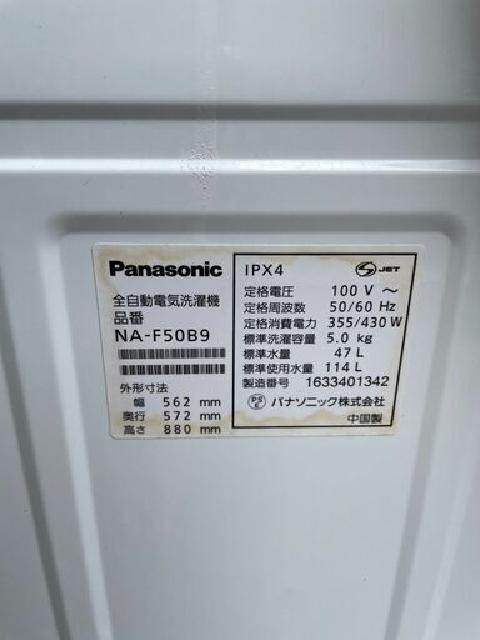 Panasonic
全自動電気洗濯機
品番
NA-F50B9
外形寸法
幅 562 mm
奥行 572 mm
高さ 880 mm
IPX4
S JET
定格電圧 100 V ~
定格周波数 50/60 Hz
定格消費電力 355/430 W
標準洗濯容量 5.0 kg
標準水量 47 L
標準使用水量 114 L
製造番号 1633401342
PSE パナソニック株式会社
中国製